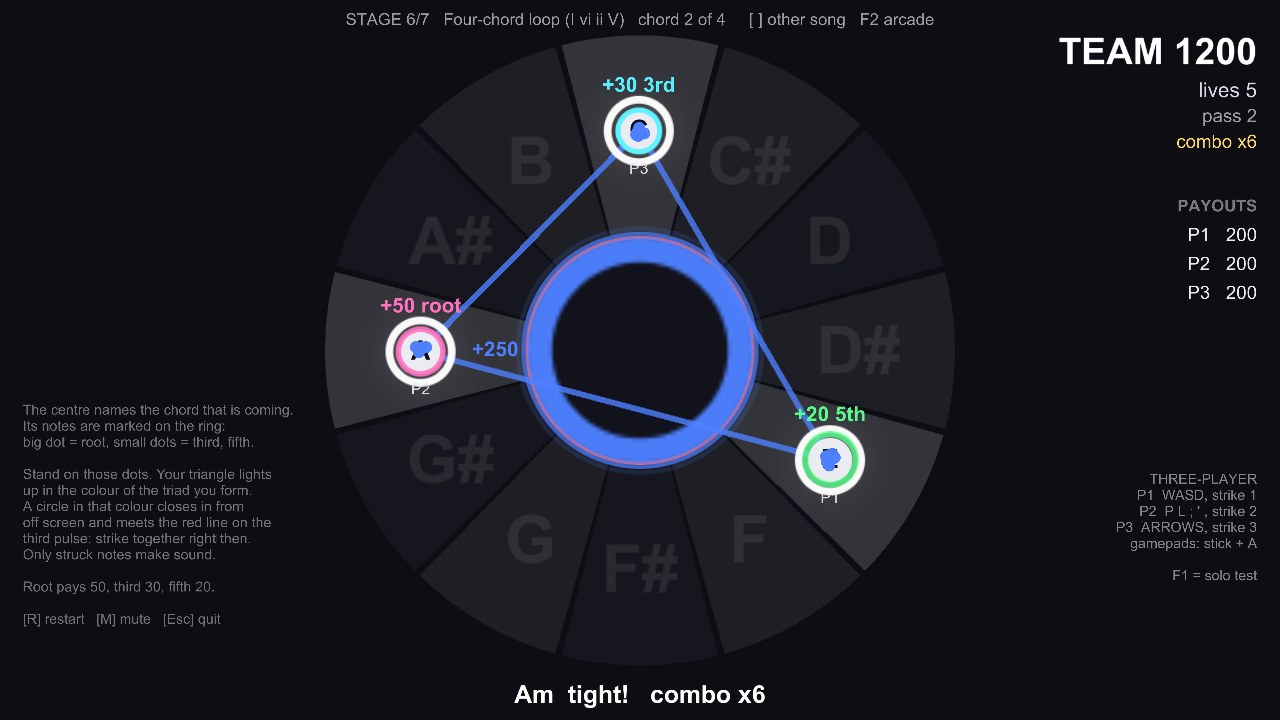 STAGE 6/7 Four-chord loop (I vi ii V) chord 2 of 4 [ ] other song F2 arcade
TEAM 1200
lives 5
pass 2
combo x6
PAYOUTS
P1 200
P2 200
P3 200
+30 3rd
P3
B
C#
A#
D
+50 root
P2
+250
D#
+20 5th
P1
G#
G
F#
F
The centre names the chord that is coming.
Its notes are marked on the ring:
big dot = root, small dots = third, fifth.
Stand on those dots. Your triangle lights
up in the colour of the triad you form.
A circle in that colour closes in from
off screen and meets the red line on the
third pulse: strike together right then.
Only struck notes make sound.
Root pays 50, third 30, fifth 20.
[R] restart [M] mute [Esc] quit
THREE-PLAYER
P1 WASD, strike 1
P2 P L ; ' , strike 2
P3 ARROWS, strike 3
gamepads: stick + A
F1 = solo test
Am tight! combo x6